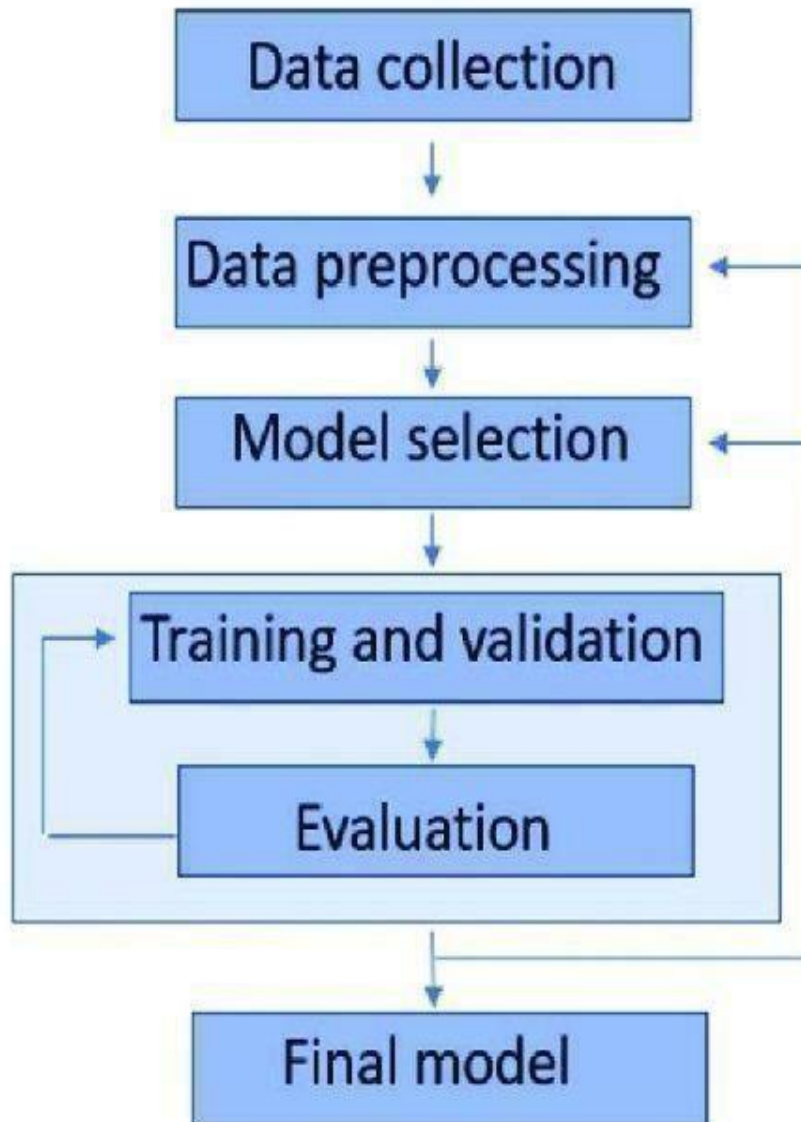 Data collection
Data preprocessing
Model selection
Training and validation
Evaluation
Final model